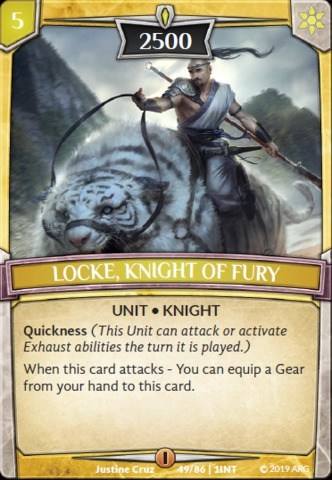 5
2500
LOCKE, KNIGHT OF FURY
UNIT • KNIGHT
Quickness (This Unit can attack or activate
Exhaust abilities the turn it is played.)
When this card attacks - You can equip a Gear
from your hand to this card.
I
Justine Cruz 49/86 | 1INT © 2019 ARG